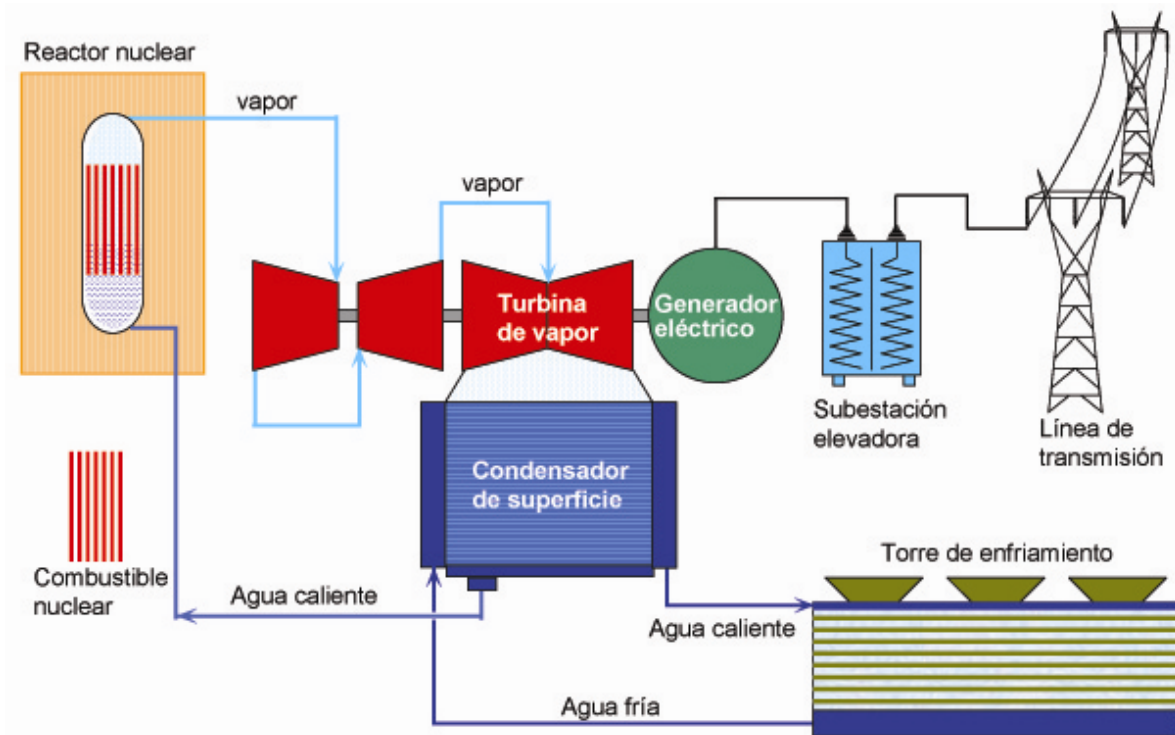 Reactor nuclear
vapor
vapor
Turbina
de vapor
Generador
eléctrico
Subestación
elevadora
Línea de
transmisión
Condensador
de superficie
Combustible
nuclear
Agua caliente
Torre de enfriamiento
Agua caliente
Agua fría